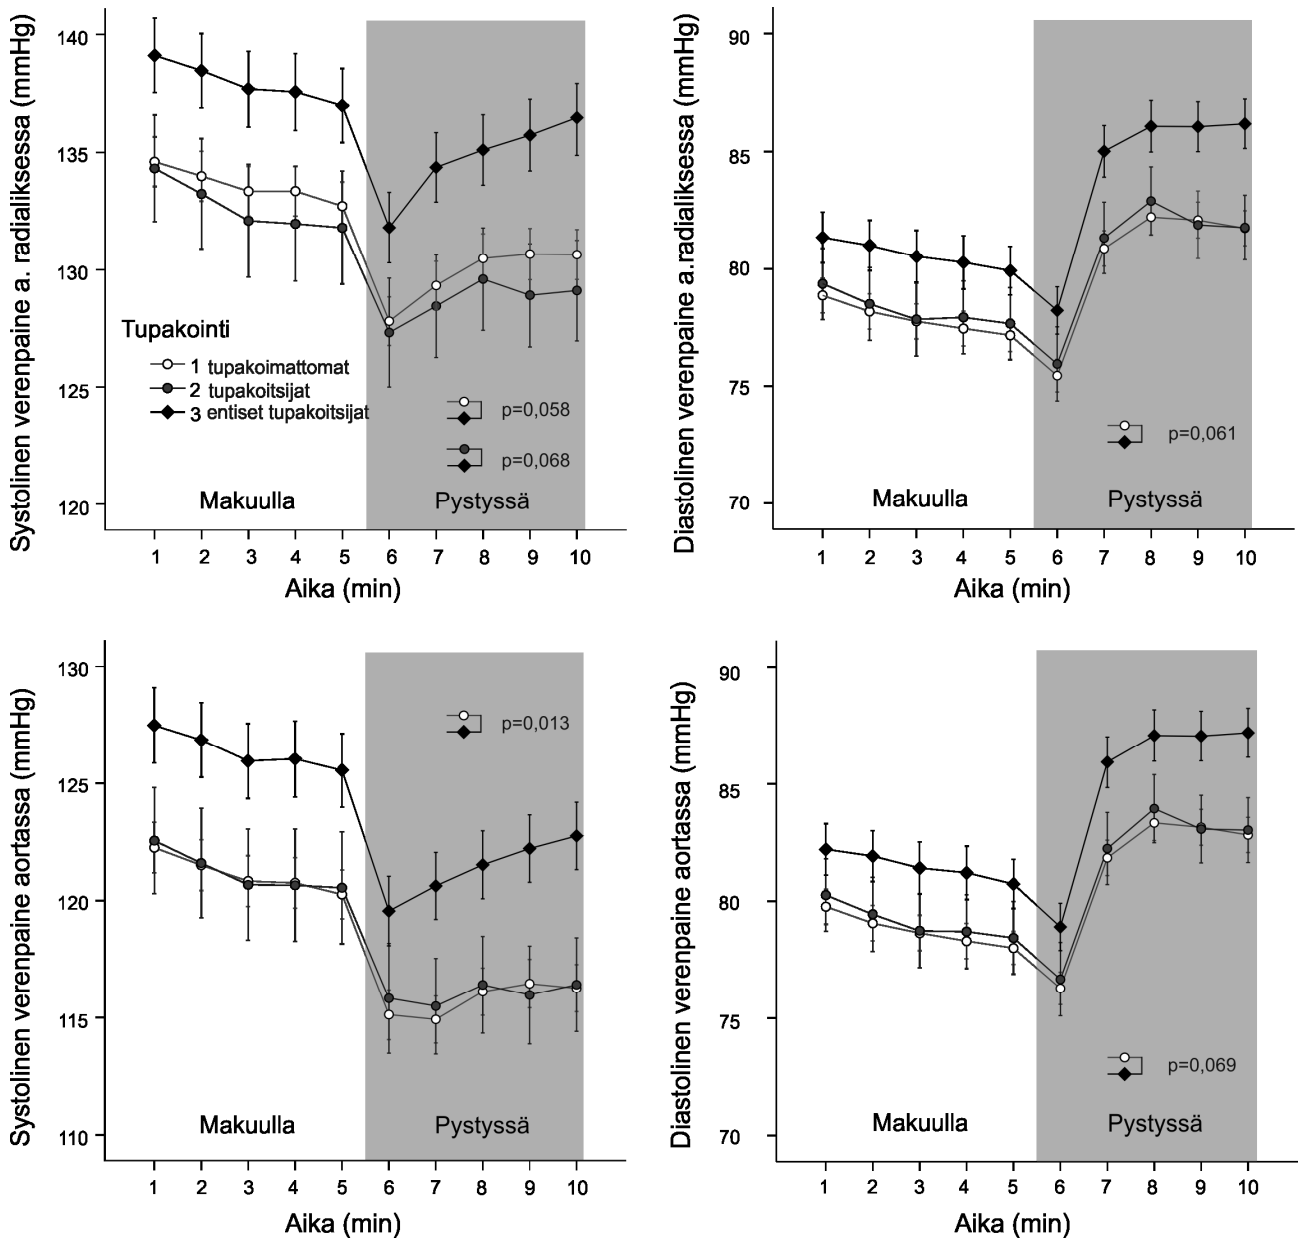 Systolinen verenpaine a. radialiksessa (mmHg)
140
135
130
125
120
Tupakointi
1 tupakoimattomat
2 tupakoitsijat
3 entiset tupakoitsijat
p=0,058
p=0,068
Makuulla
Pystyssä
1 2 3 4 5 6 7 8 9 10
Aika (min)
Diastolinen verenpaine a.radialiksessa (mmHg)
90
85
80
75
70
p=0,061
Makuulla
Pystyssä
1 2 3 4 5 6 7 8 9 10
Aika (min)
Systolinen verenpaine aortassa (mmHg)
130
125
120
115
110
p=0,013
Makuulla
Pystyssä
1 2 3 4 5 6 7 8 9 10
Aika (min)
Diastolinen verenpaine aortassa (mmHg)
90
85
80
75
70
p=0,069
Makuulla
Pystyssä
1 2 3 4 5 6 7 8 9 10
Aika (min)